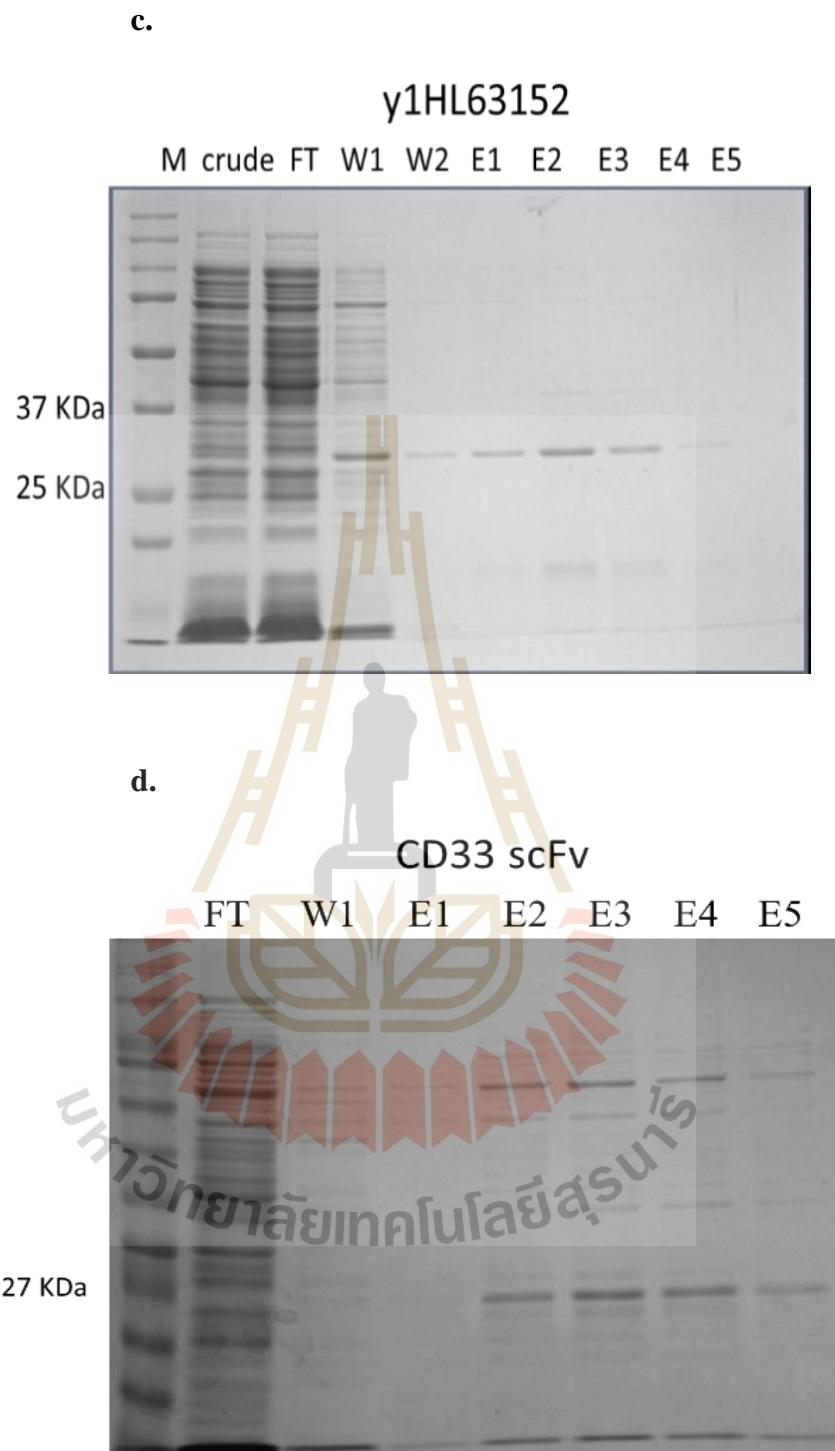 c.
y1HL63152
M crude FT W1 W2 E1 E2 E3 E4 E5
37 KDa
25 KDa
d.
CD33 scFv
FT W1 E1 E2 E3 E4 E5
27 KDa
มหาวิทยาลัยเทคโนโลยีสุรนารี